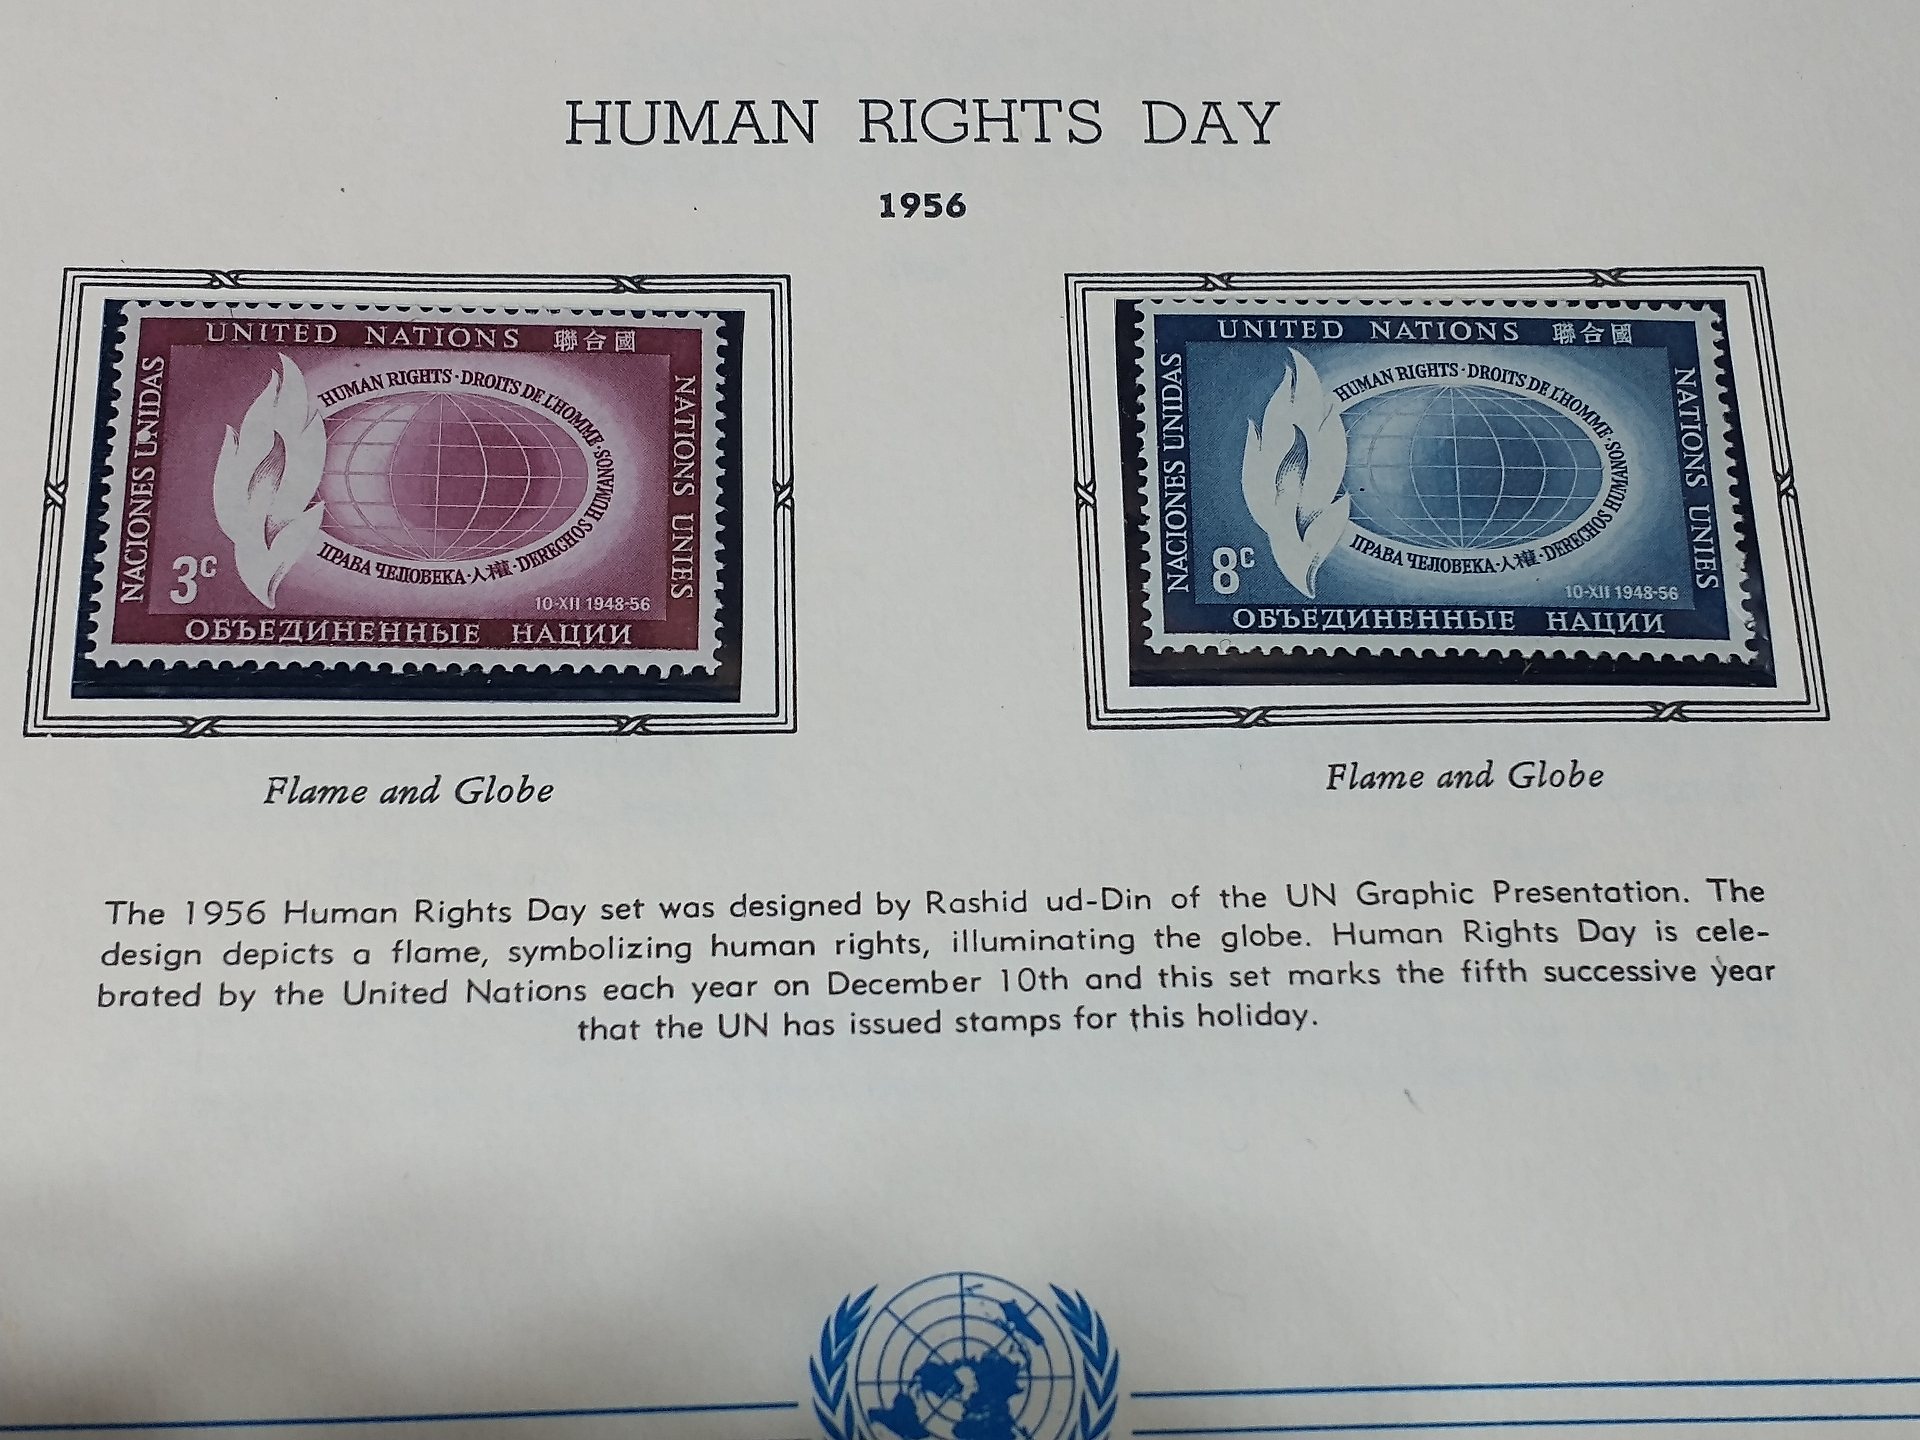 HUMAN RIGHTS DAY
1956
UNITED NATIONS 聯合國
NACIONES UNIDAS
NATIONS UNIES
HUMAN RIGHTS · DROITS DE L'HOMME ·
ПРАВА ЧЕЛОВЕКА · 人權 · DERECHOS HUMANOS
3c
10-XII 1948-56
ОБЪЕДИНЕННЫЕ НАЦИИ
Flame and Globe
UNITED NATIONS 聯合國
NACIONES UNIDAS
NATIONS UNIES
HUMAN RIGHTS · DROITS DE L'HOMME ·
ПРАВА ЧЕЛОВЕКА · 人權 · DERECHOS HUMANOS
8c
10-XII 1948-56
ОБЪЕДИНЕННЫЕ НАЦИИ
Flame and Globe
The 1956 Human Rights Day set was designed by Rashid ud-Din of the UN Graphic Presentation. The
design depicts a flame, symbolizing human rights, illuminating the globe. Human Rights Day is cele-
brated by the United Nations each year on December 10th and this set marks the fifth successive year
that the UN has issued stamps for this holiday.